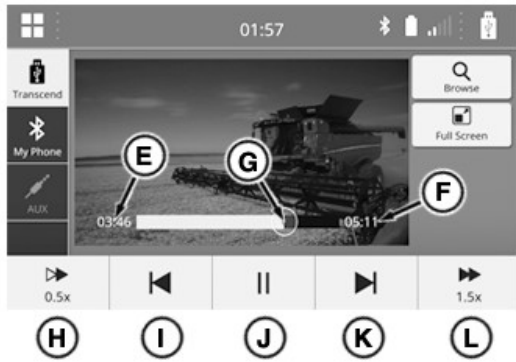 01:57
Transcend
My Phone
AUX
Browse
Full Screen
E
G
F
03:46
05:11
0.5x
1.5x
H
I
J
K
L